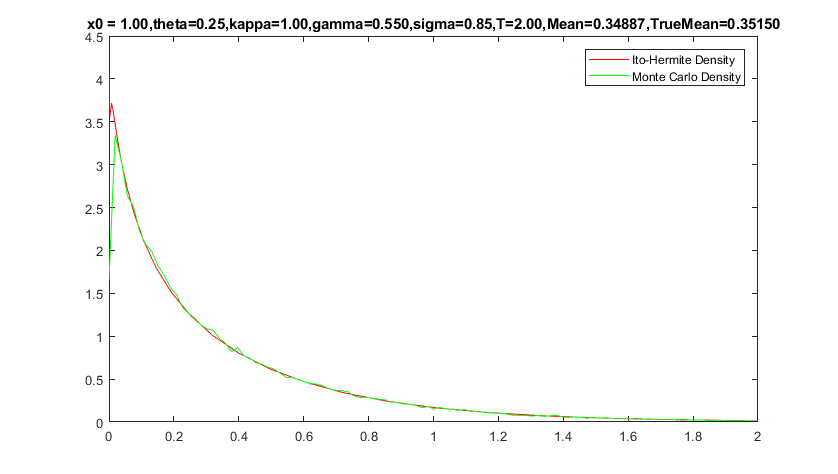 x0 = 1.00,theta=0.25,kappa=1.00,gamma=0.550,sigma=0.85,T=2.00,Mean=0.34887,TrueMean=0.35150
4.5
Ito-Hermite Density
Monte Carlo Density
4
3.5
3
2.5
2
1.5
1
0.5
0
0 0.2 0.4 0.6 0.8 1 1.2 1.4 1.6 1.8 2